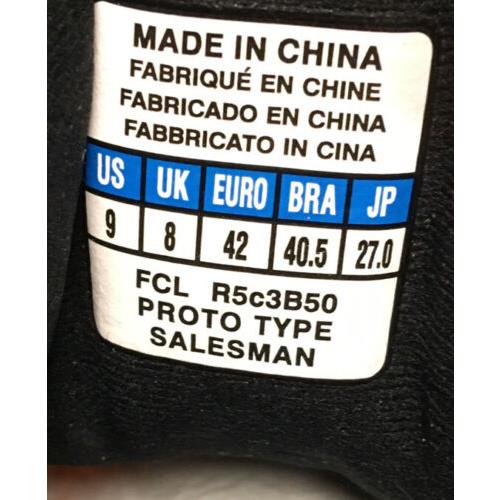 MADE IN CHINA
FABRIQUÉ EN CHINE
FABRICADO EN CHINA
FABBRICATO IN CINA
US UK EURO BRA JP
9 8 42 40.5 27.0
FCL R5c3B50
PROTO TYPE
SALESMAN